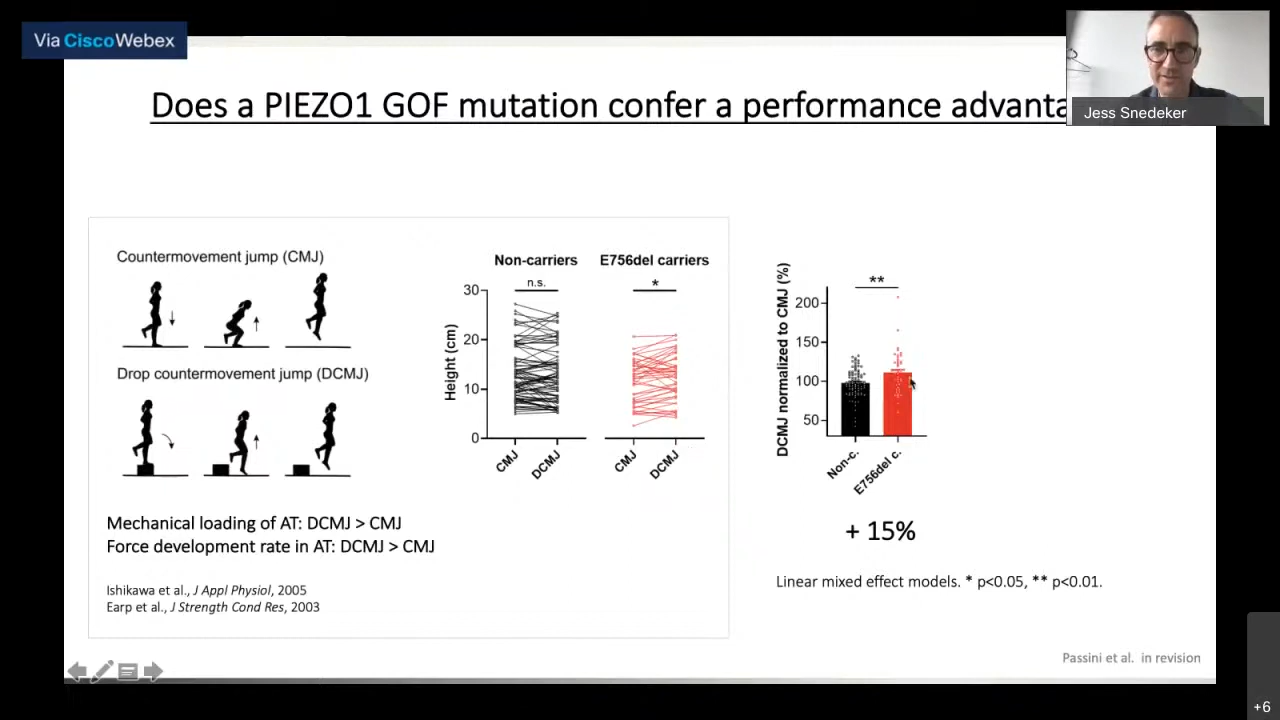 Via CiscoWebex
Jess Snedeker
Does a PIEZO1 GOF mutation confer a performance advanta
Countermovement jump (CMJ)
Drop countermovement jump (DCMJ)
Non-carriers
E756del carriers
n.s.
*
Height (cm)
30
20
10
0
CMJ
DCMJ
CMJ
DCMJ
Mechanical loading of AT: DCMJ > CMJ
Force development rate in AT: DCMJ > CMJ
Ishikawa et al., J Appl Physiol, 2005
Earp et al., J Strength Cond Res, 2003
DCMJ normalized to CMJ (%)
**
200
150
100
50
Non-c.
E756del c.
+ 15%
Linear mixed effect models. * p<0.05, ** p<0.01.
Passini et al. in revision
+6